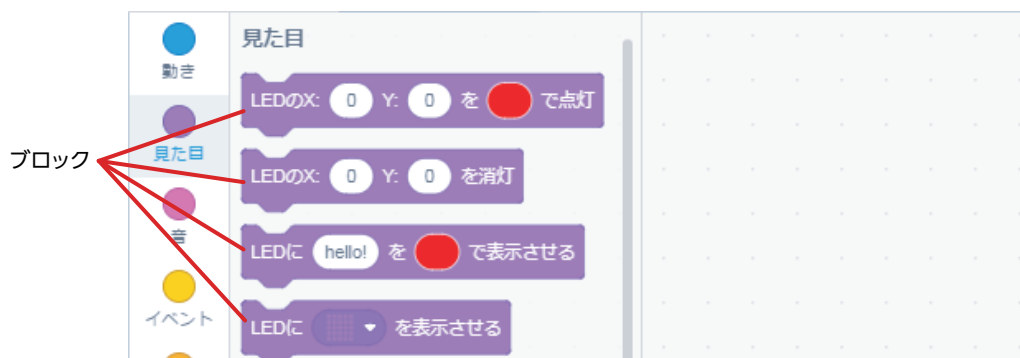 見た目
動き
LEDのX: 0 Y: 0 を で点灯
ブロック
見た目
LEDのX: 0 Y: 0 を消灯
音
LEDに hello! を で表示させる
イベント
LEDに を表示させる